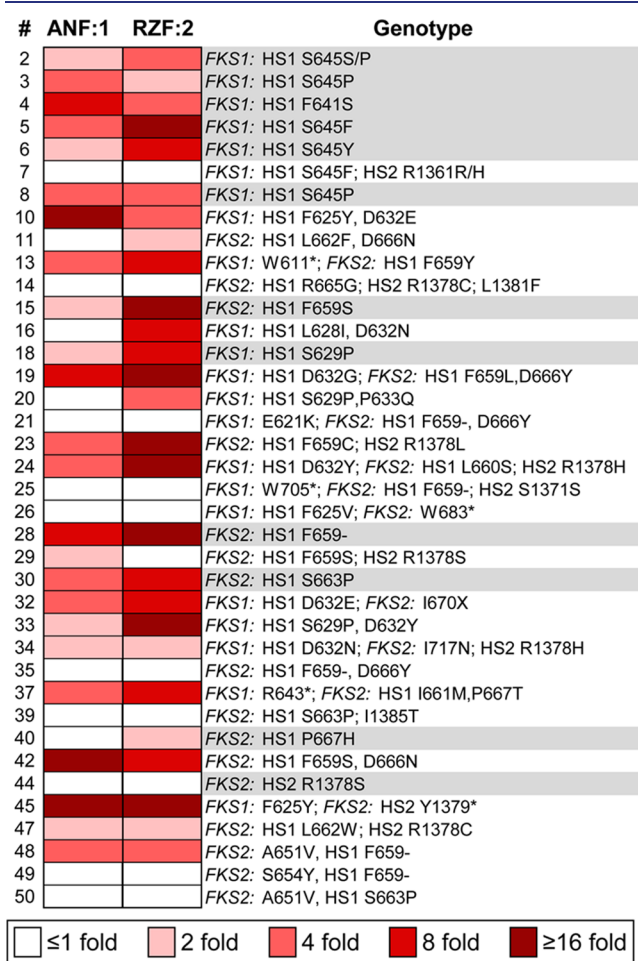 # ANF:1 RZF:2 Genotype
2 FKS1: HS1 S645S/P
3 FKS1: HS1 S645P
4 FKS1: HS1 F641S
5 FKS1: HS1 S645F
6 FKS1: HS1 S645Y
7 FKS1: HS1 S645F; HS2 R1361R/H
8 FKS1: HS1 S645P
10 FKS1: HS1 F625Y, D632E
11 FKS2: HS1 L662F, D666N
13 FKS1: W611*; FKS2: HS1 F659Y
14 FKS2: HS1 R665G; HS2 R1378C; L1381F
15 FKS2: HS1 F659S
16 FKS1: HS1 L628I, D632N
18 FKS1: HS1 S629P
19 FKS1: HS1 D632G; FKS2: HS1 F659L,D666Y
20 FKS1: HS1 S629P,P633Q
21 FKS1: E621K; FKS2: HS1 F659-, D666Y
23 FKS2: HS1 F659C; HS2 R1378L
24 FKS1: HS1 D632Y; FKS2: HS1 L660S; HS2 R1378H
25 FKS1: W705*; FKS2: HS1 F659-; HS2 S1371S
26 FKS1: HS1 F625V; FKS2: W683*
28 FKS2: HS1 F659-
29 FKS2: HS1 F659S; HS2 R1378S
30 FKS2: HS1 S663P
32 FKS1: HS1 D632E; FKS2: I670X
33 FKS1: HS1 S629P, D632Y
34 FKS1: HS1 D632N; FKS2: I717N; HS2 R1378H
35 FKS2: HS1 F659-, D666Y
37 FKS1: R643*; FKS2: HS1 I661M,P667T
39 FKS2: HS1 S663P; I1385T
40 FKS2: HS1 P667H
42 FKS2: HS1 F659S, D666N
44 FKS2: HS2 R1378S
45 FKS1: F625Y; FKS2: HS2 Y1379*
47 FKS2: HS1 L662W; HS2 R1378C
48 FKS2: A651V, HS1 F659-
49 FKS2: S654Y, HS1 F659-
50 FKS2: A651V, HS1 S663P
≤1 fold 2 fold 4 fold 8 fold ≥16 fold